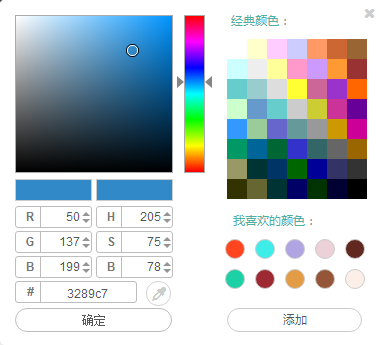 经典颜色：
R 50 H 205
G 137 S 75
B 199 B 78
# 3289c7
确定
我喜欢的颜色：
添加